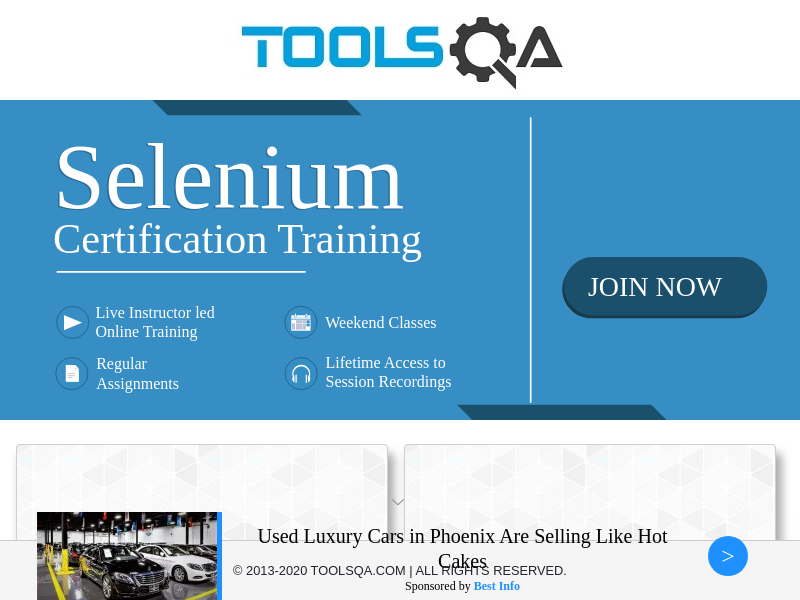 TOOLSQA
Selenium
Certification Training
JOIN NOW
Live Instructor led
Online Training
Weekend Classes
Regular
Assignments
Lifetime Access to
Session Recordings
Used Luxury Cars in Phoenix Are Selling Like Hot
Cakes
>
© 2013-2020 TOOLSQA.COM | ALL RIGHTS RESERVED.
Sponsored by Best Info